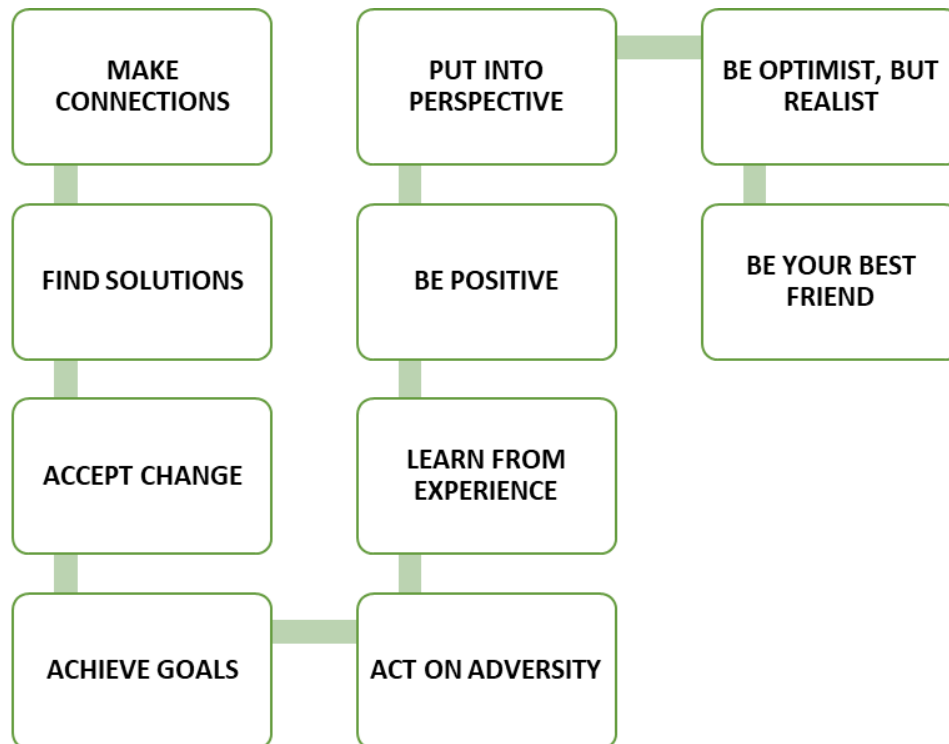 MAKE
CONNECTIONS
FIND SOLUTIONS
ACCEPT CHANGE
ACHIEVE GOALS
ACT ON ADVERSITY
LEARN FROM
EXPERIENCE
BE POSITIVE
PUT INTO
PERSPECTIVE
BE OPTIMIST, BUT
REALIST
BE YOUR BEST
FRIEND